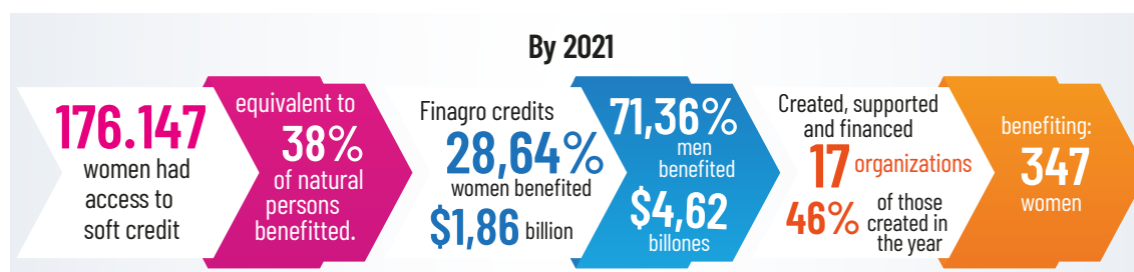 By 2021
176.147
women had
access to
soft credit
equivalent to
38%
of natural
persons
benefitted.
Finagro credits
28,64%
women benefited
$1,86 billion
71,36%
men
benefited
$4,62
billones
Created, supported
and financed
17 organizations
46% of those
created in
the year
benefiting:
347
women